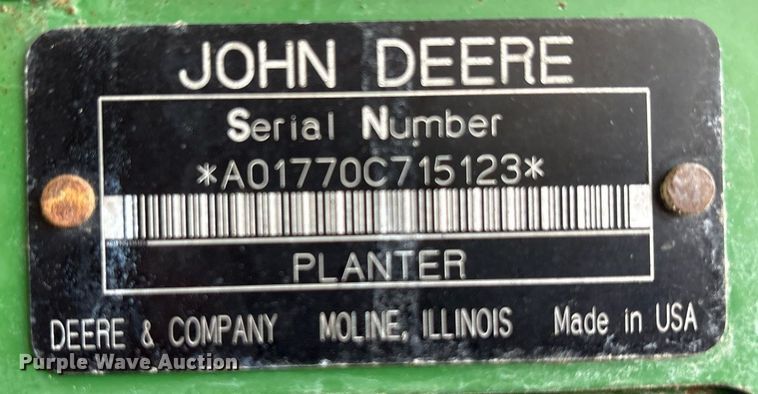 JOHN DEERE
Serial Number
*A01770C715123*
PLANTER
DEERE & COMPANY MOLINE, ILLINOIS Made in USA
Purple Wave Auction